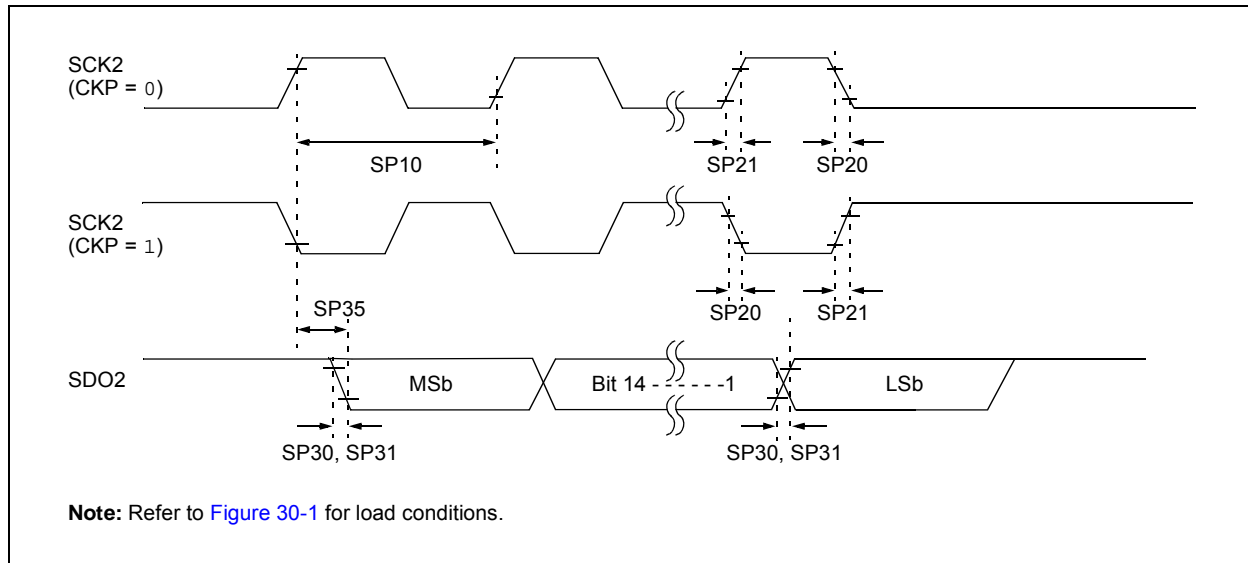 SCK2
(CKP = 0)
SP10
SP21
SP20
SCK2
(CKP = 1)
SP35
SP20
SP21
SDO2
MSb
Bit 14 - - - - - -1
LSb
SP30, SP31
SP30, SP31
Note: Refer to Figure 30-1 for load conditions.